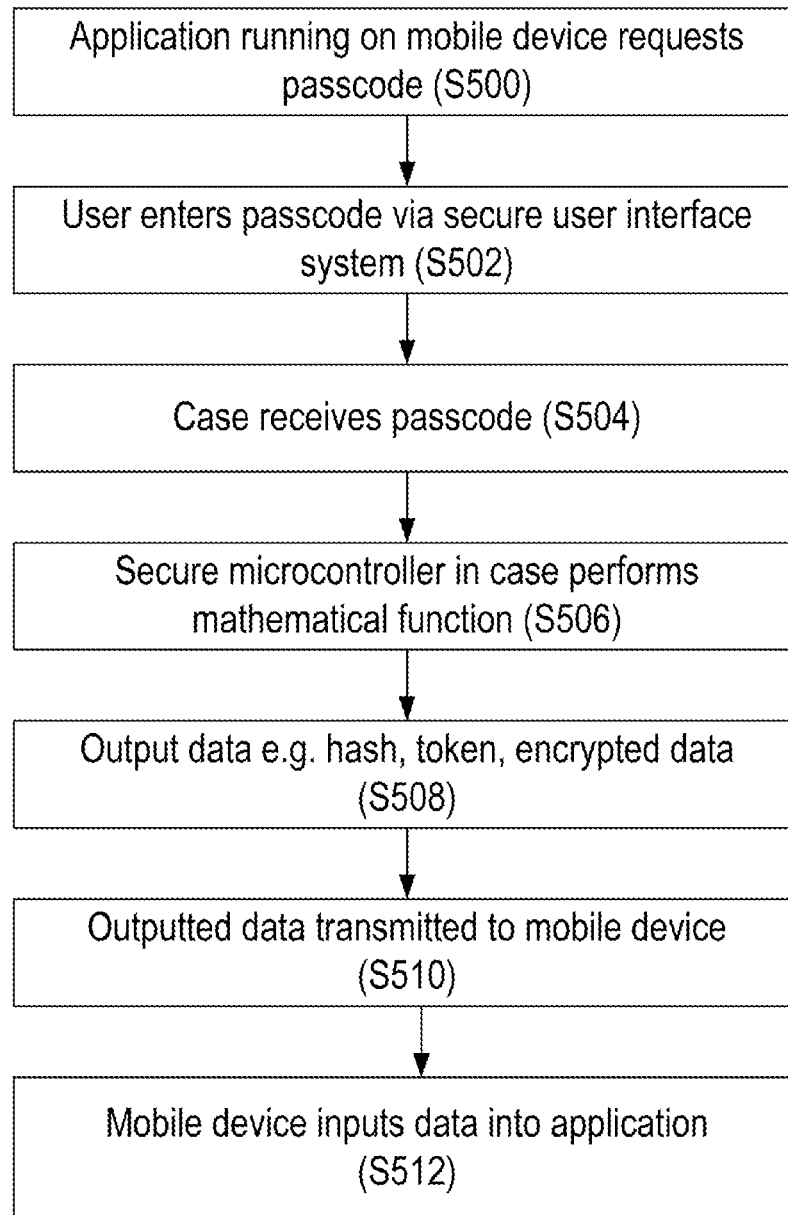 Application running on mobile device requests
passcode (S500)
User enters passcode via secure user interface
system (S502)
Case receives passcode (S504)
Secure microcontroller in case performs
mathematical function (S506)
Output data e.g. hash, token, encrypted data
(S508)
Outputted data transmitted to mobile device
(S510)
Mobile device inputs data into application
(S512)